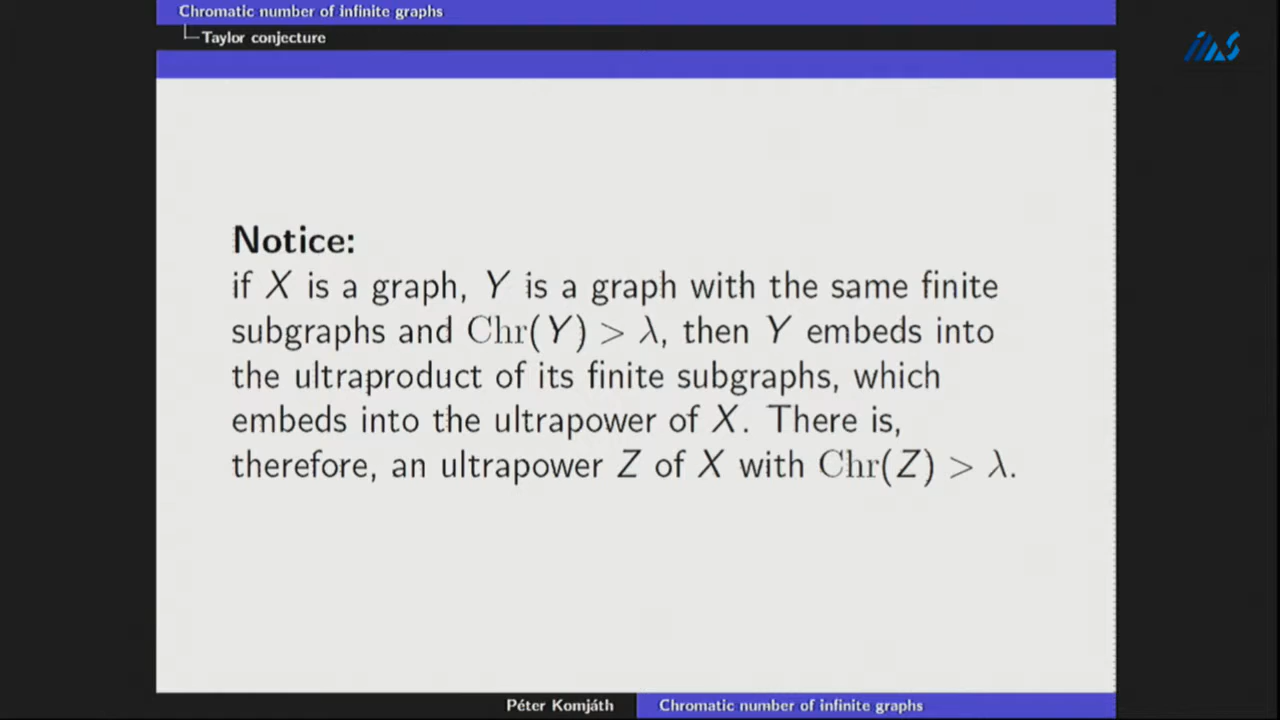 Chromatic number of infinite graphs
Taylor conjecture
Notice:
if X is a graph, Y is a graph with the same finite
subgraphs and Chr(Y) > λ, then Y embeds into
the ultraproduct of its finite subgraphs, which
embeds into the ultrapower of X. There is,
therefore, an ultrapower Z of X with Chr(Z) > λ.
Péter Komjáth
Chromatic number of infinite graphs